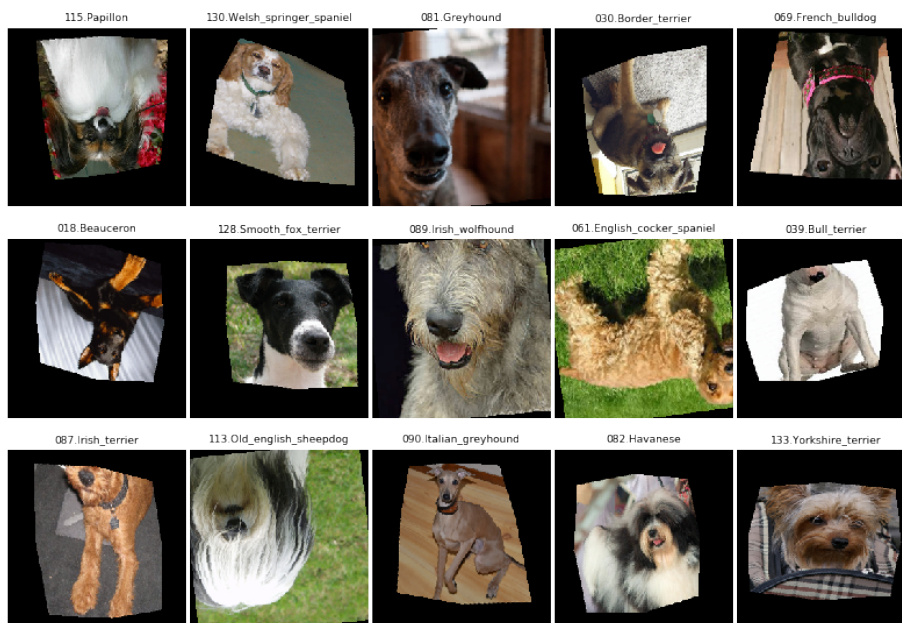 115.Papillon
130.Welsh_springer_spaniel
081.Greyhound
030.Border_terrier
069.French_bulldog
018.Beauceron
128.Smooth_fox_terrier
089.Irish_wolfhound
061.English_cocker_spaniel
039.Bull_terrier
087.Irish_terrier
113.Old_english_sheepdog
090.Italian_greyhound
082.Havanese
133.Yorkshire_terrier